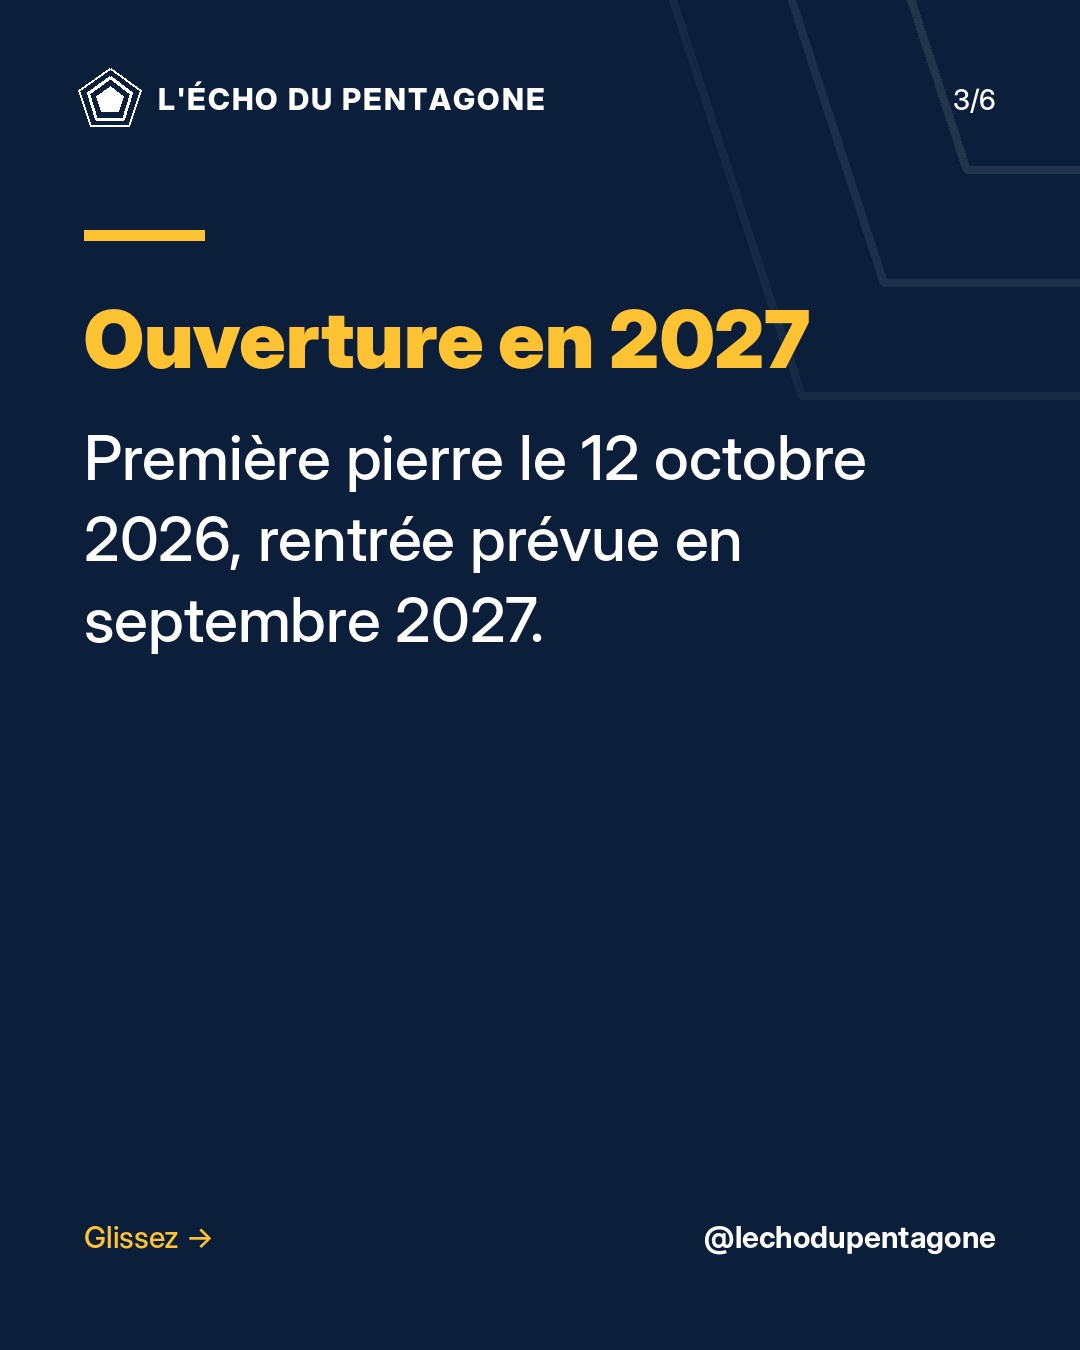 L'ÉCHO DU PENTAGONE
3/6
Ouverture en 2027
Première pierre le 12 octobre
2026, rentrée prévue en
septembre 2027.
Glissez →
@lechodupentagone